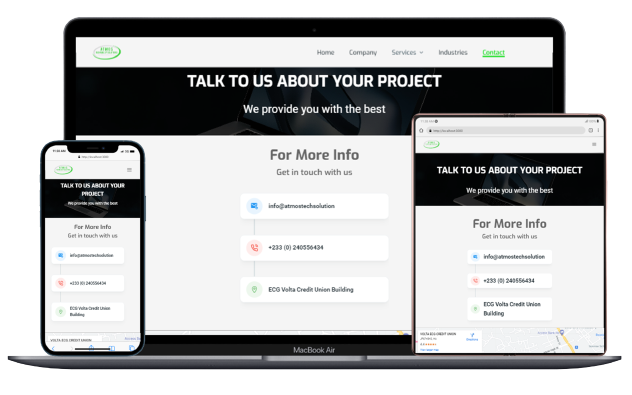 Home Company Services Industries Contact
TALK TO US ABOUT YOUR PROJECT
We provide you with the best
For More Info
Get in touch with us
info@atmostechsolution
+233 (0) 240556434
ECG Volta Credit Union Building
MacBook Air
TALK TO US ABOUT YOUR
PROJECT
We provide you with the best
For More Info
Get in touch with us
info@atmostechsolution
+233 (0) 240556434
ECG Volta Credit Union
Building
VOLTA ECG CREDIT UNION
TALK TO US ABOUT YOUR PROJECT
We provide you with the best
For More Info
Get in touch with us
info@atmostechsolution
+233 (0) 240556434
ECG Volta Credit Union
Building
VOLTA ECG CREDIT UNION